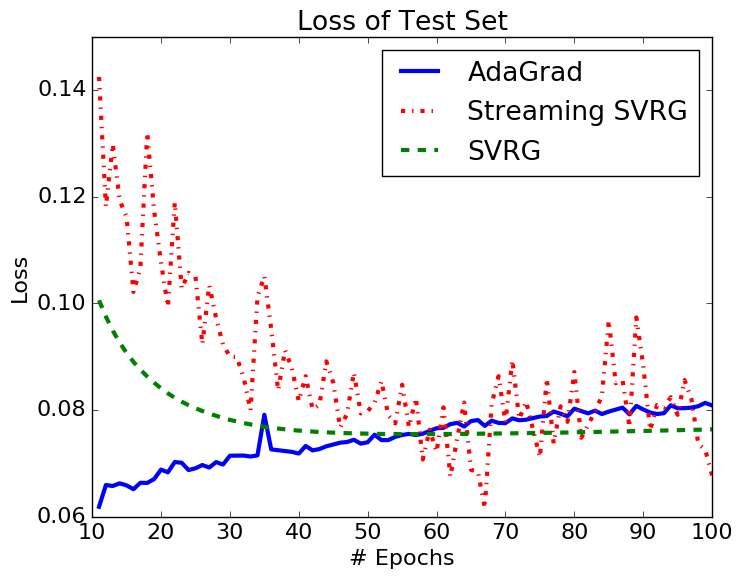 Loss of Test Set
AdaGrad
Streaming SVRG
SVRG
Loss
0.14
0.12
0.10
0.08
0.06
10 20 30 40 50 60 70 80 90 100
# Epochs